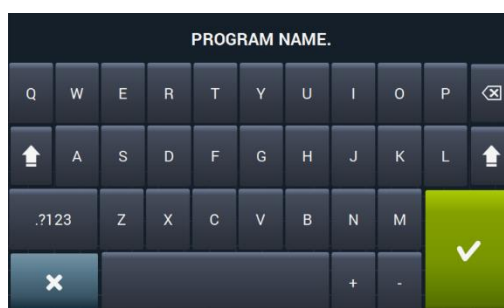 PROGRAM NAME.
Q W E R T Y U I O P
A S D F G H J K L
.?123 Z X C V B N M
+ -